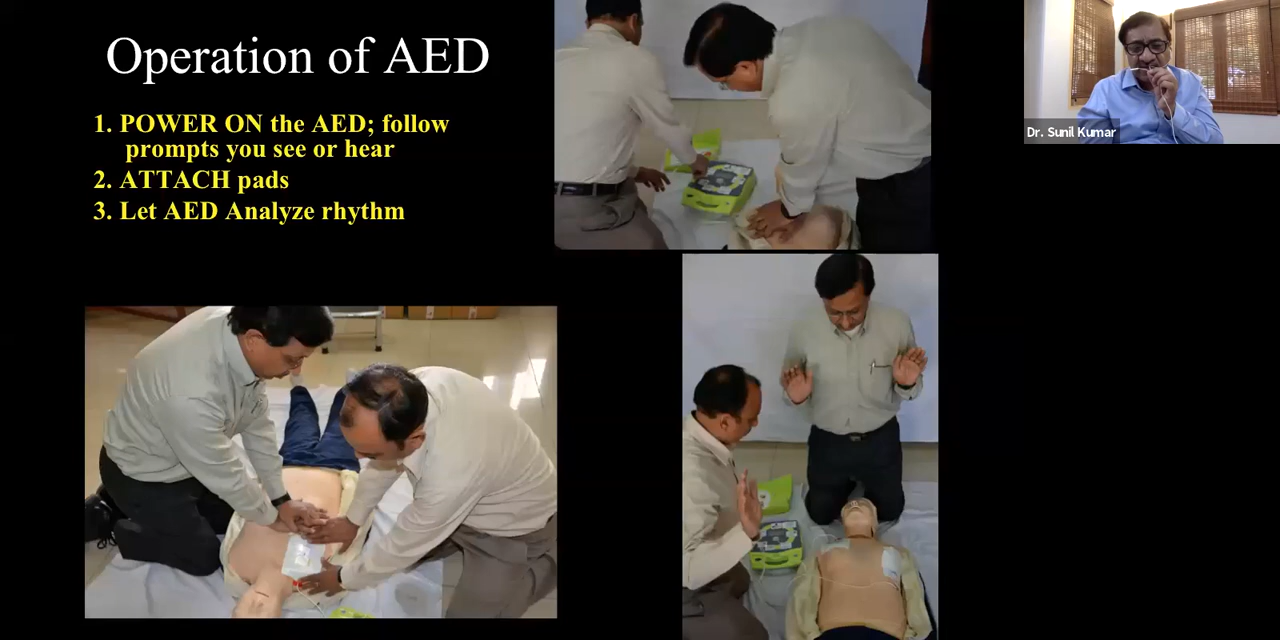 Operation of AED
1. POWER ON the AED; follow
prompts you see or hear
2. ATTACH pads
3. Let AED Analyze rhythm
Dr. Sunil Kumar